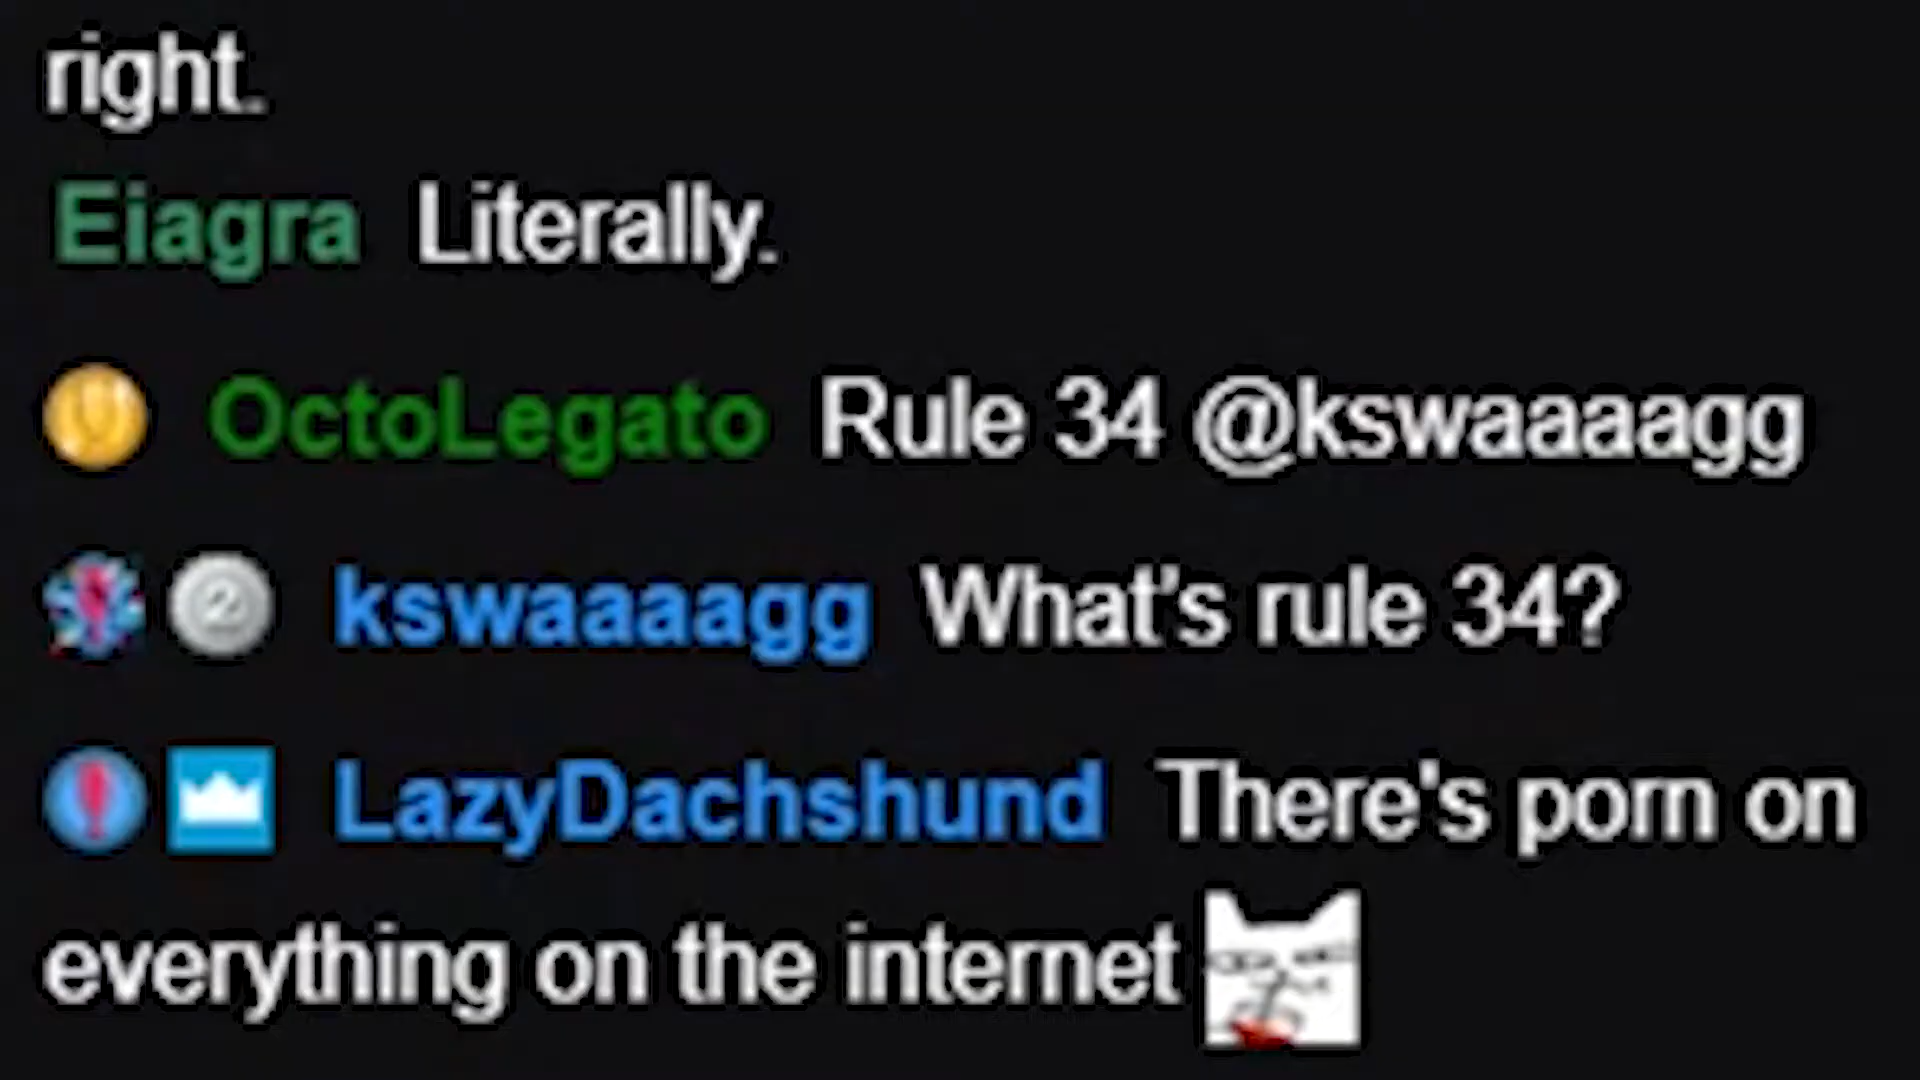 right.
Eiagra Literally.
OctoLegato Rule 34 @kswaaaagg
kswaaaagg What's rule 34?
LazyDachshund There's porn on
everything on the internet